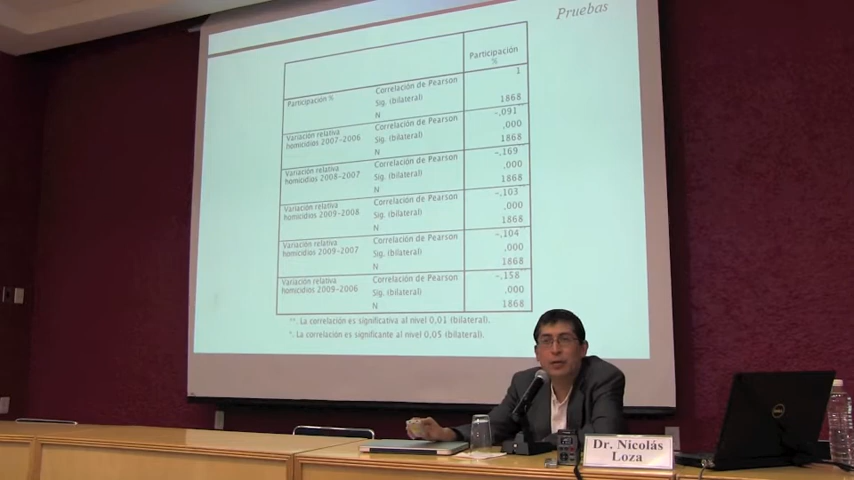 Pruebas
Participación
%
Participación %
Correlación de Pearson
1
Sig. (bilateral)
N
1868
Variación relativa
homicidios 2007-2006
Correlación de Pearson
-,091
Sig. (bilateral)
,000
N
1868
Variación relativa
homicidios 2008-2007
Correlación de Pearson
-,169
Sig. (bilateral)
,000
N
1868
Variación relativa
homicidios 2009-2008
Correlación de Pearson
-,103
Sig. (bilateral)
,000
N
1868
Variación relativa
homicidios 2009-2007
Correlación de Pearson
-,104
Sig. (bilateral)
,000
N
1868
Variación relativa
homicidios 2009-2006
Correlación de Pearson
-,158
Sig. (bilateral)
,000
N
1868
**. La correlación es significativa al nivel 0,01 (bilateral).
*. La correlación es significante al nivel 0,05 (bilateral).
Dr. Nicolás
Loza
DELL